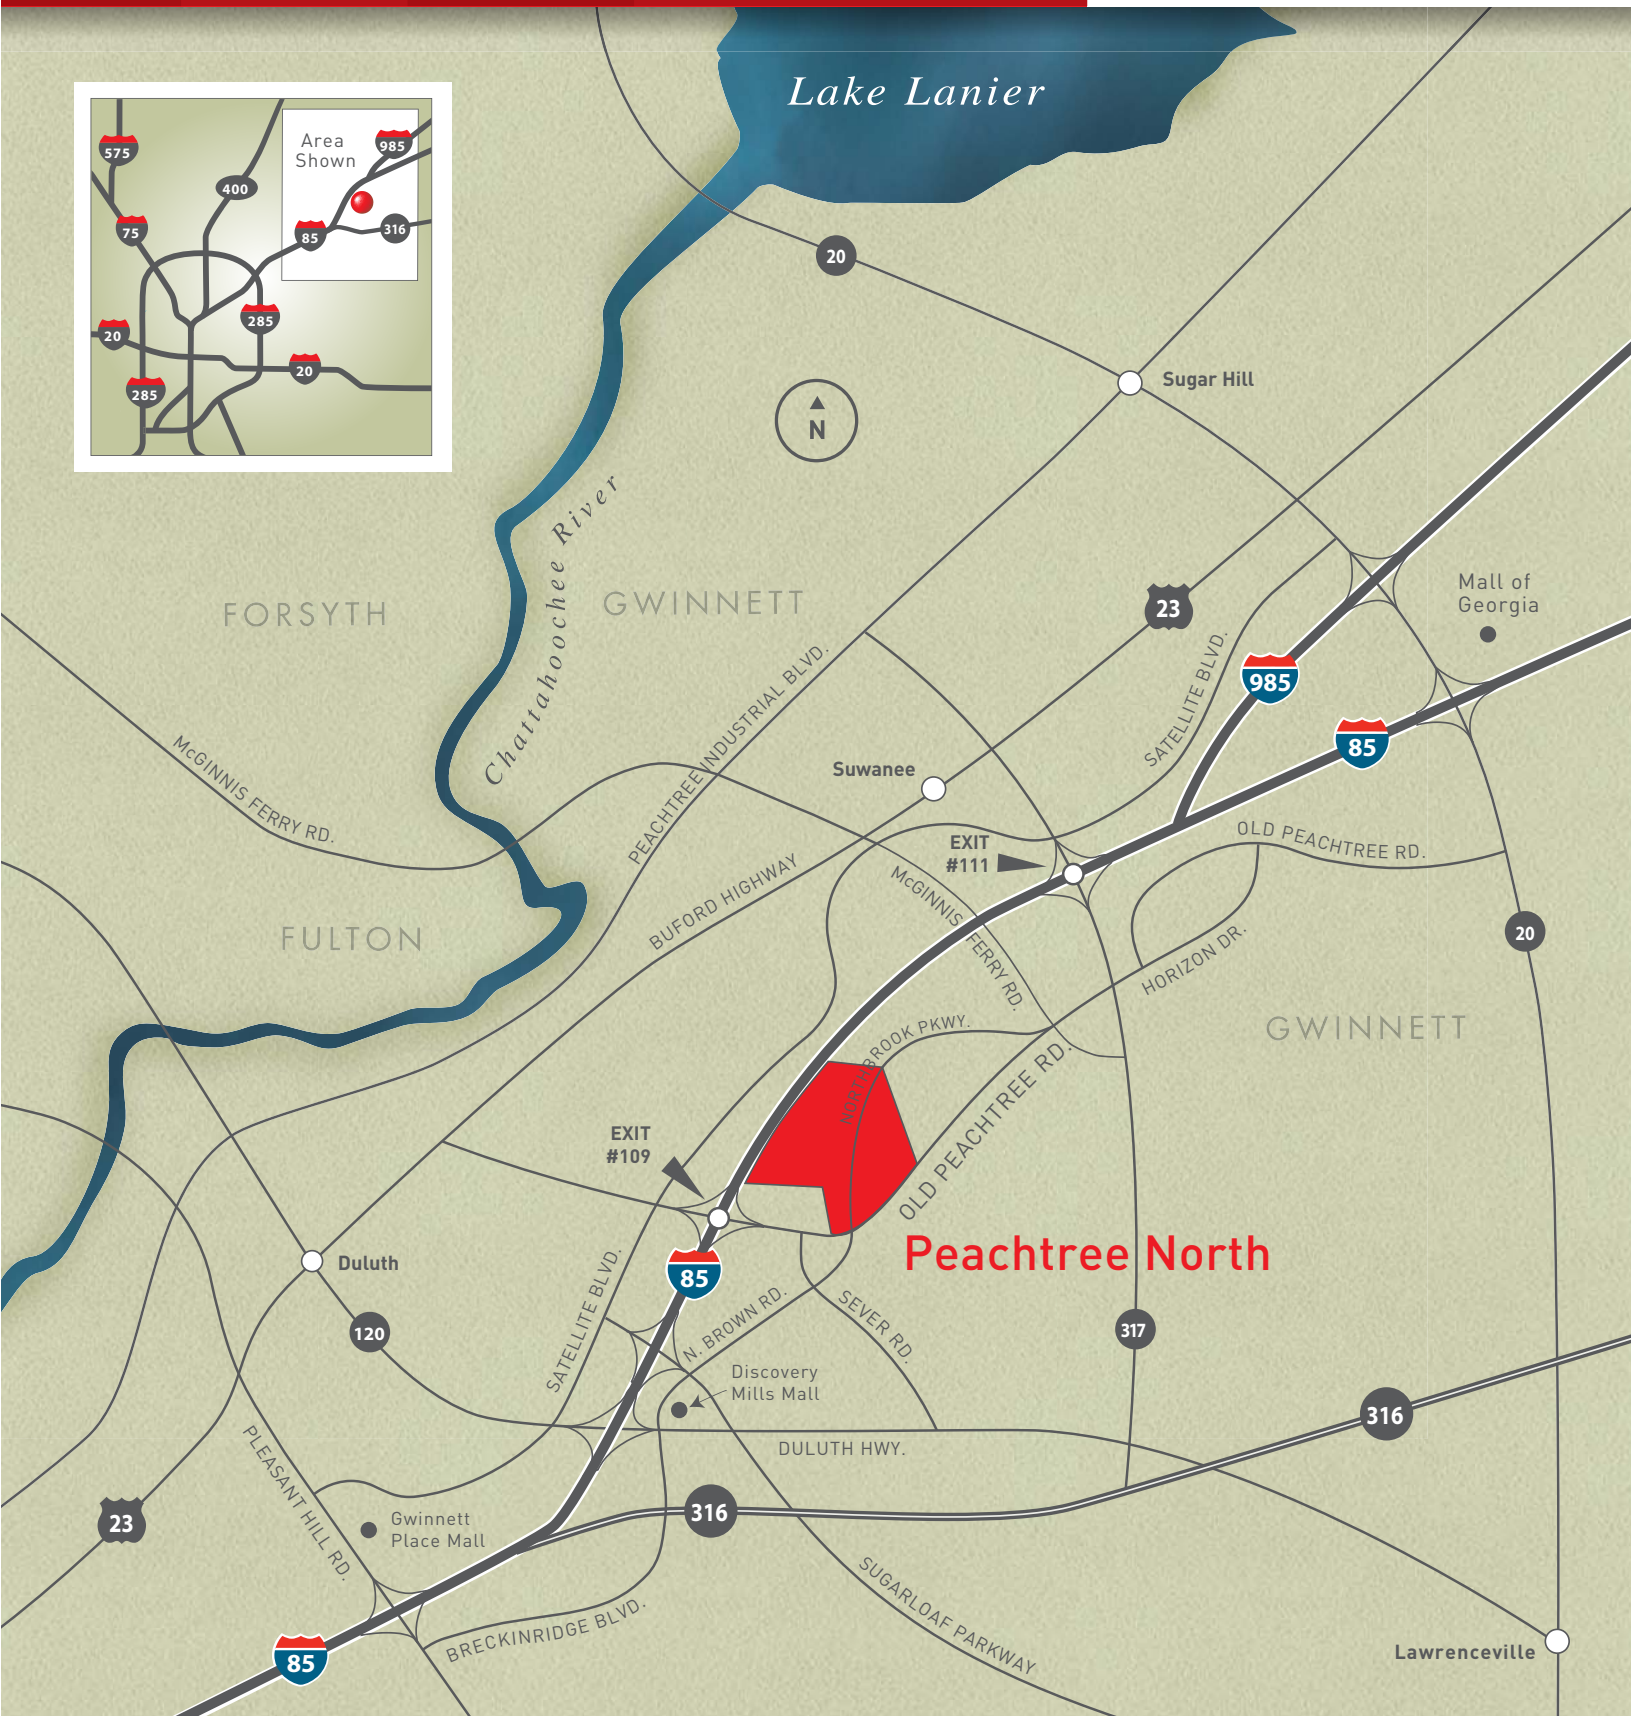 Lake Lanier
Area
Shown
575
985
400
75
85
316
285
20
20
285
20
N
Sugar Hill
Chattahoochee River
FORSYTH
GWINNETT
23
Mall of
Georgia
SATELLITE BLVD.
985
85
McGINNIS FERRY RD.
PEACHTREE INDUSTRIAL BLVD.
Suwanee
EXIT
#111
OLD PEACHTREE RD.
BUFORD HIGHWAY
McGINNIS FERRY RD.
FULTON
20
HORIZON DR.
GWINNETT
NORTHBROOK PKWY.
OLD PEACHTREE RD.
EXIT
#109
Peachtree North
Duluth
85
SATELLITE BLVD.
N. BROWN RD.
SEVER RD.
120
317
Discovery
Mills Mall
316
DULUTH HWY.
PLEASANT HILL RD.
23
Gwinnett
Place Mall
316
SUGARLOAF PARKWAY
BRECKINRIDGE BLVD.
85
Lawrenceville